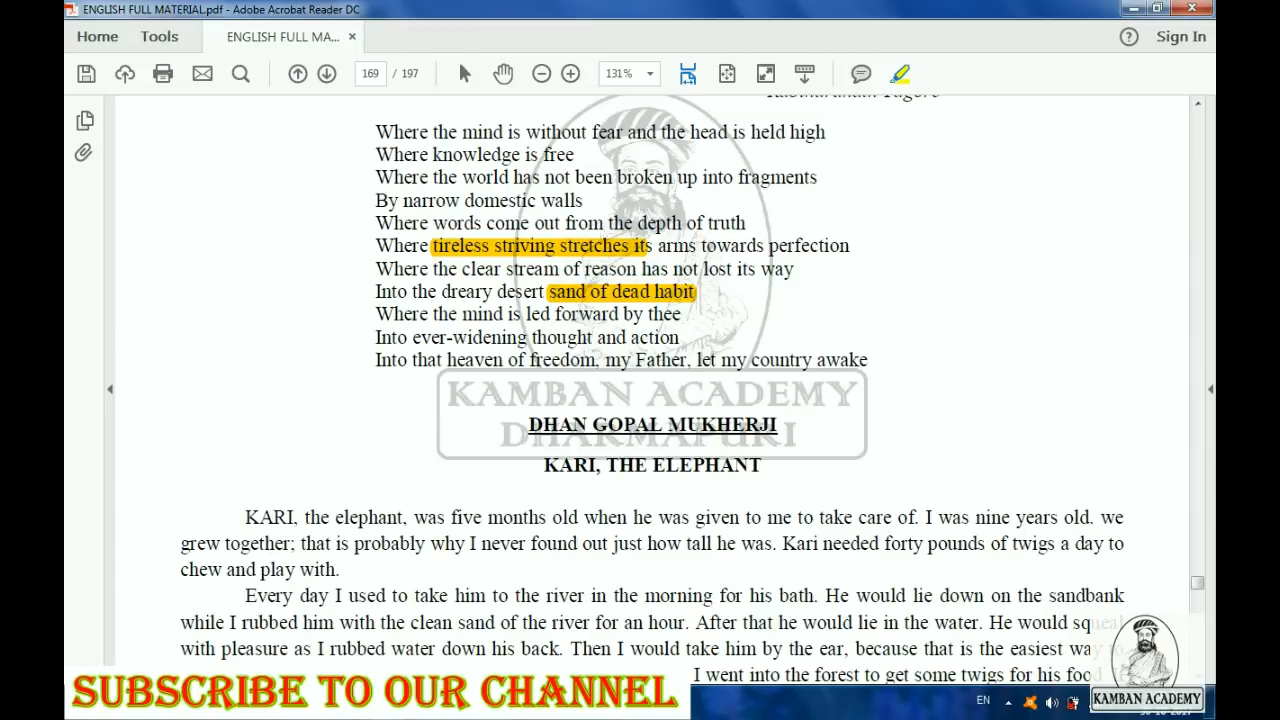 ENGLISH FULL MATERIAL.pdf - Adobe Acrobat Reader DC
Home Tools ENGLISH FULL MA... × Sign In
169 / 197 131%
Where the mind is without fear and the head is held high
Where knowledge is free
Where the world has not been broken up into fragments
By narrow domestic walls
Where words come out from the depth of truth
Where tireless striving stretches its arms towards perfection
Where the clear stream of reason has not lost its way
Into the dreary desert sand of dead habit
Where the mind is led forward by thee
Into ever-widening thought and action
Into that heaven of freedom, my Father, let my country awake
KAMBAN ACADEMY
DHARMAPURI
DHAN GOPAL MUKHERJI
KARI, THE ELEPHANT
KARI, the elephant, was five months old when he was given to me to take care of. I was nine years old. we
grew together; that is probably why I never found out just how tall he was. Kari needed forty pounds of twigs a day to
chew and play with.
Every day I used to take him to the river in the morning for his bath. He would lie down on the sandbank
while I rubbed him with the clean sand of the river for an hour. After that he would lie in the water. He would squeal
with pleasure as I rubbed water down his back. Then I would take him by the ear, because that is the easiest way to
I went into the forest to get some twigs for his food
SUBSCRIBE TO OUR CHANNEL
EN
KAMBAN ACADEMY